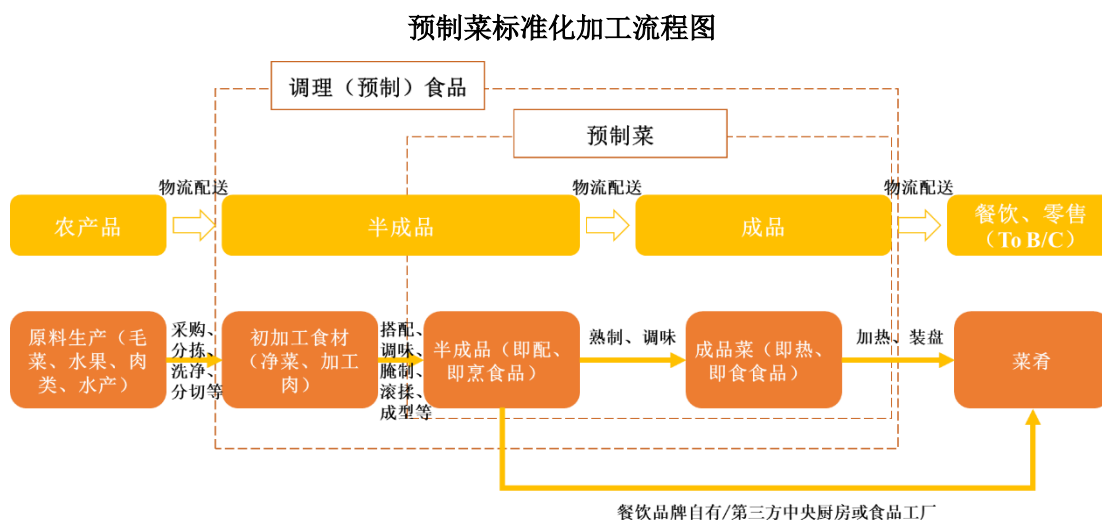 预制菜标准化加工流程图
调理（预制）食品
预制菜
物流配送
物流配送
物流配送
农产品
半成品
成品
餐饮、零售
（To B/C）
原料生产（毛
菜、水果、肉
类、水产）
采购、
分拣、
洗净、
分切等
初加工食材
（净菜、加工
肉）
搭配、
调味、
腌制、
滚揉、
成型等
半成品（即配、
即烹食品）
熟制、调味
成品菜（即热、
即食食品）
加热、装盘
菜肴
餐饮品牌自有/第三方中央厨房或食品工厂